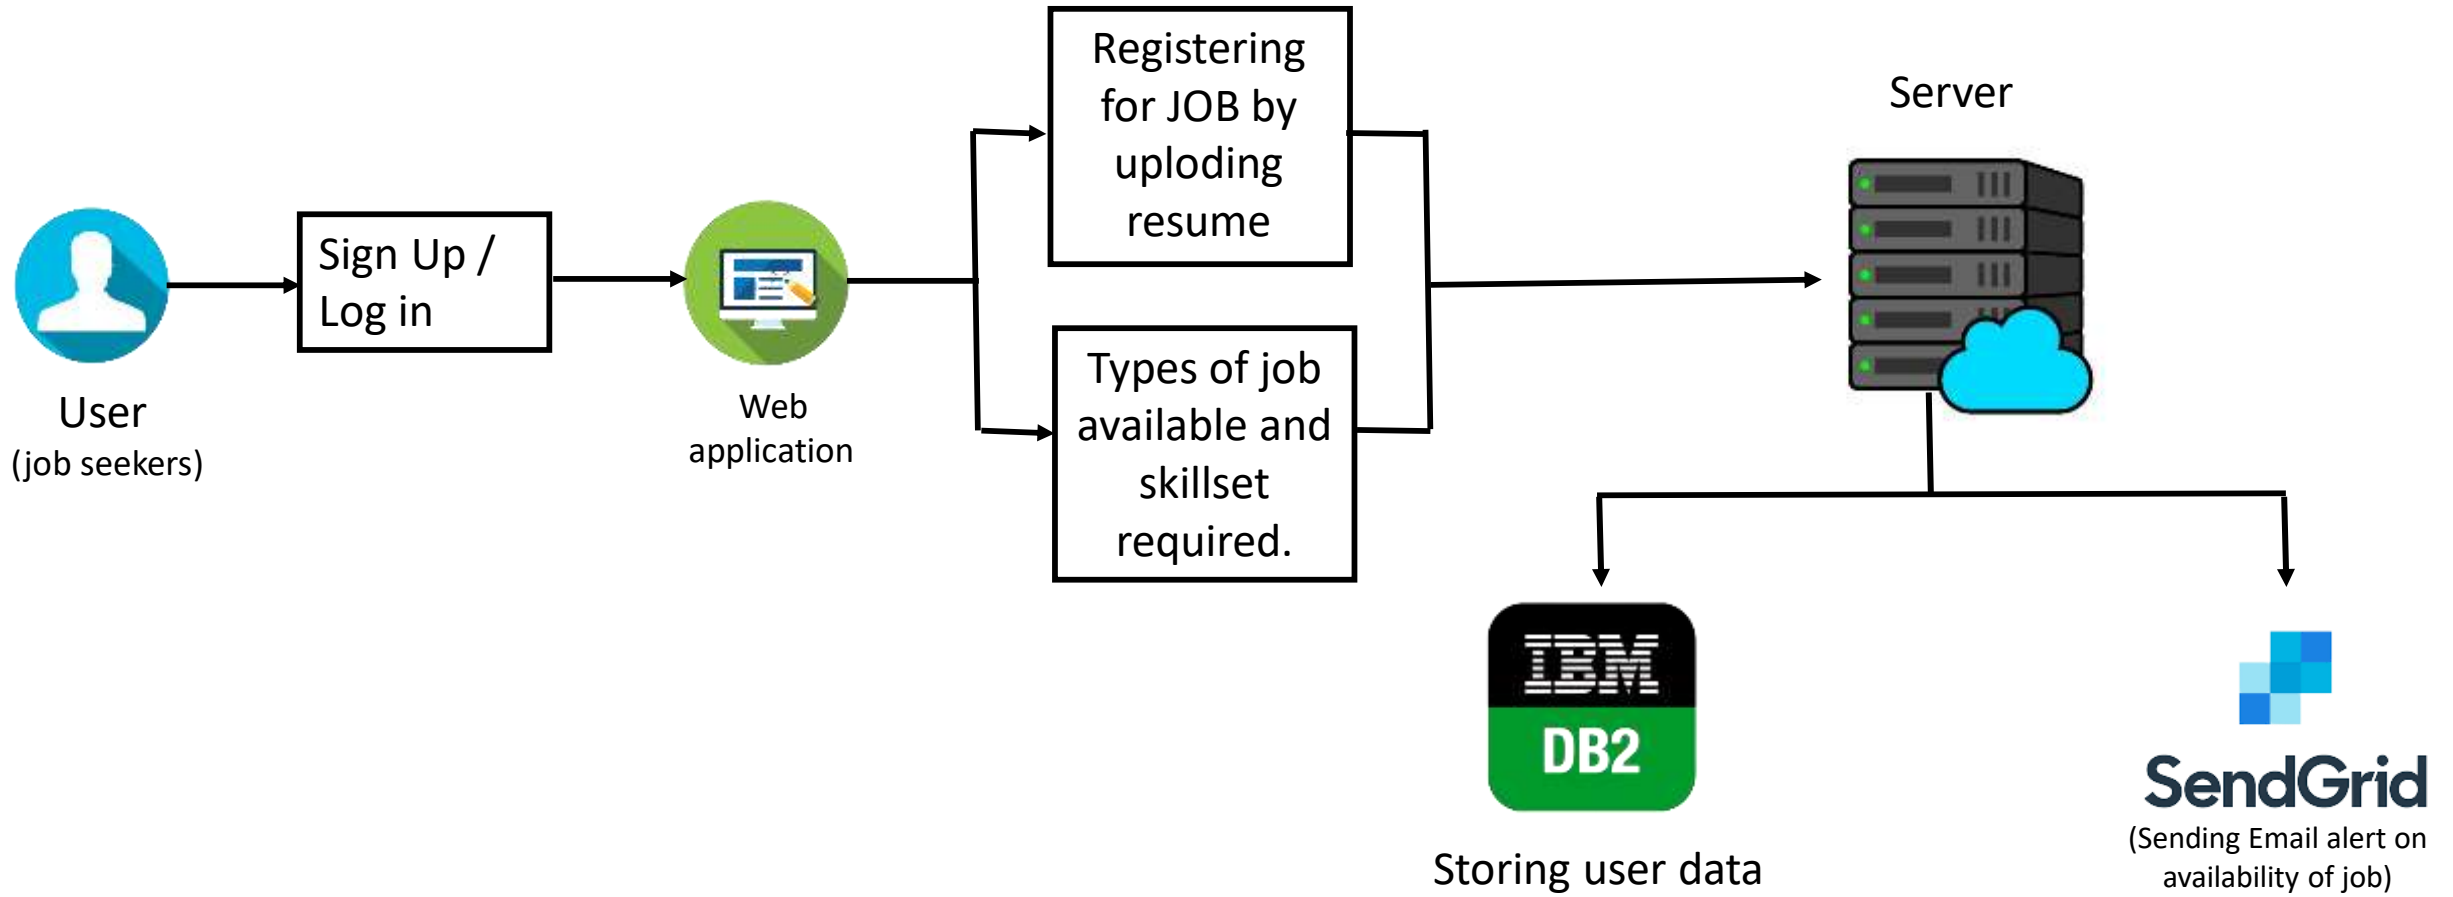 User
(job seekers)
Sign Up /
Log in
Web
application
Registering
for JOB by
uploding
resume
Types of job
available and
skillset
required.
Server
IBM
DB2
Storing user data
SendGrid
(Sending Email alert on
availability of job)